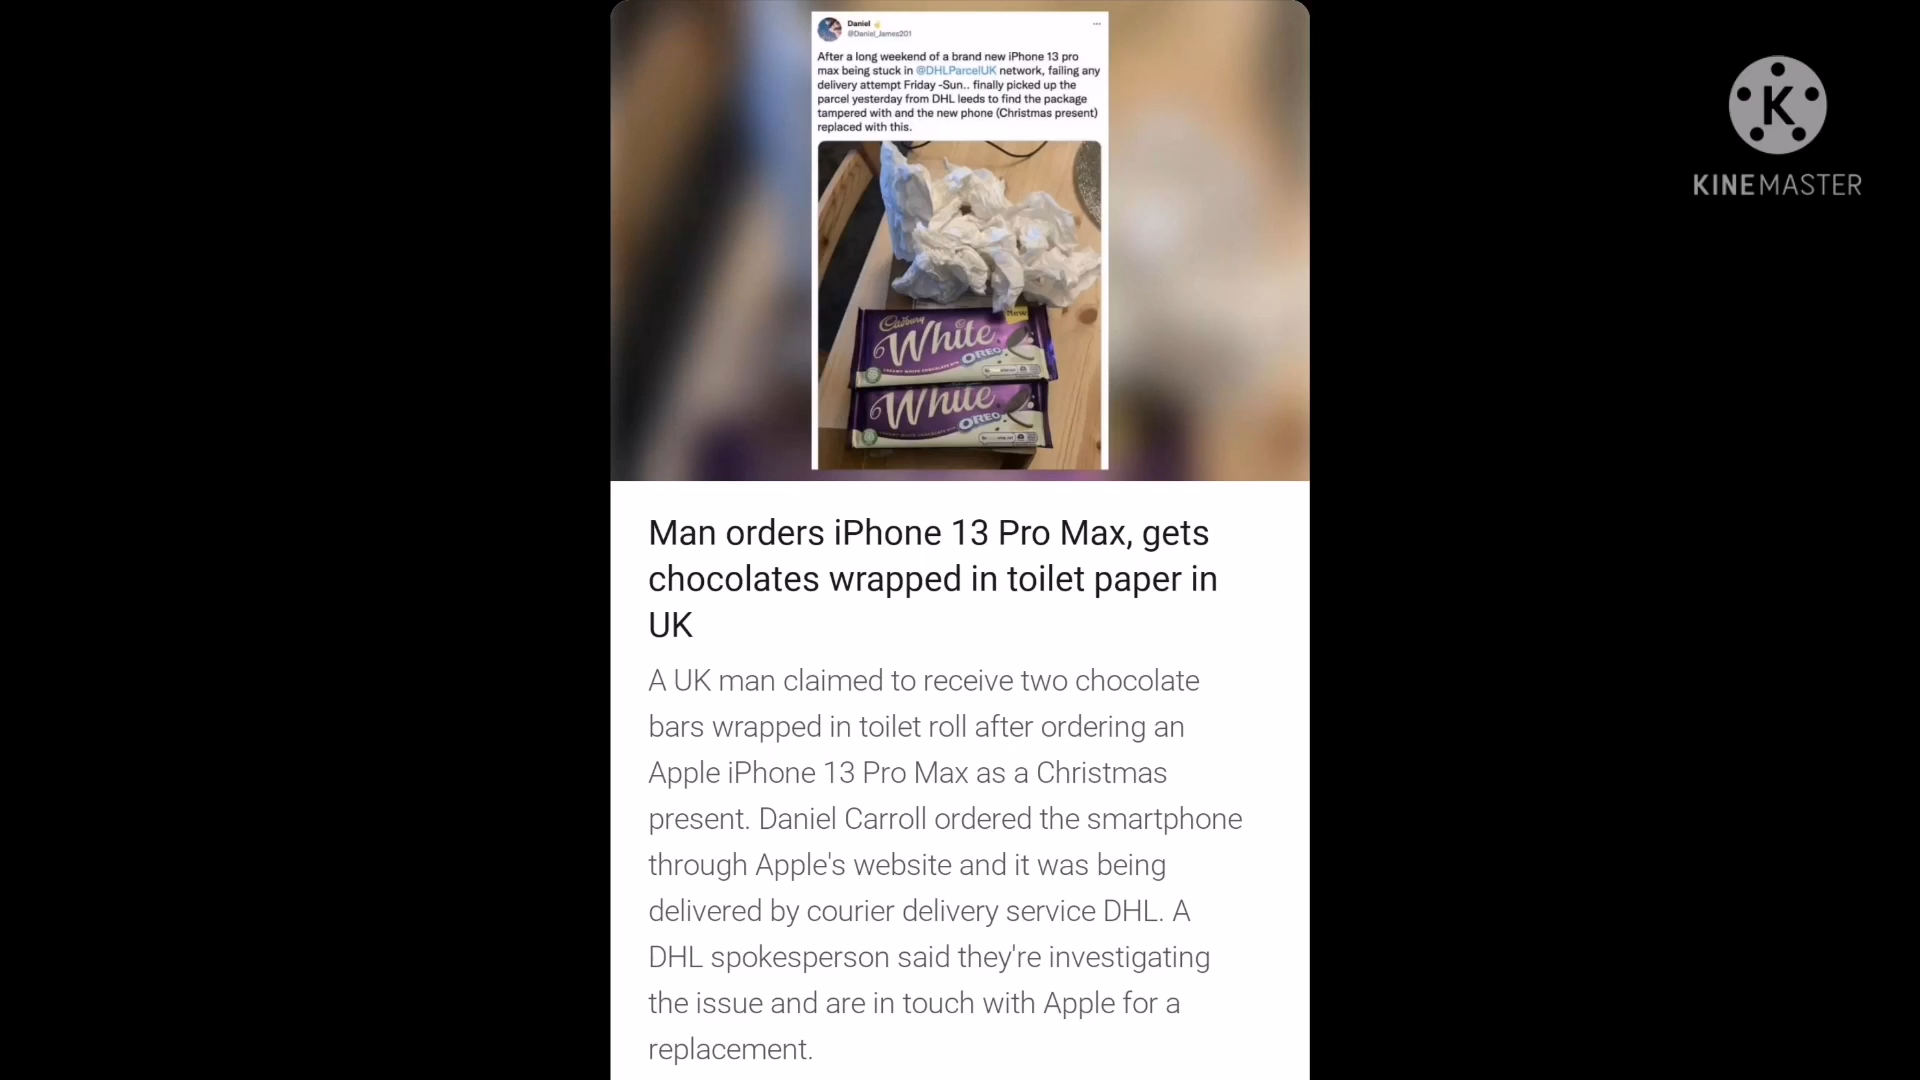 Daniel
@Daniel_James201
After a long weekend of a brand new iPhone 13 pro
max being stuck in @DHLParcelUK network, failing any
delivery attempt Friday -Sun.. finally picked up the
parcel yesterday from DHL leeds to find the package
tampered with and the new phone (Christmas present)
replaced with this.
Cadbury
New
White
OREO
CREAMY WHITE CHOCOLATE
White
OREO
KINEMASTER
Man orders iPhone 13 Pro Max, gets
chocolates wrapped in toilet paper in
UK
A UK man claimed to receive two chocolate
bars wrapped in toilet roll after ordering an
Apple iPhone 13 Pro Max as a Christmas
present. Daniel Carroll ordered the smartphone
through Apple's website and it was being
delivered by courier delivery service DHL. A
DHL spokesperson said they're investigating
the issue and are in touch with Apple for a
replacement.